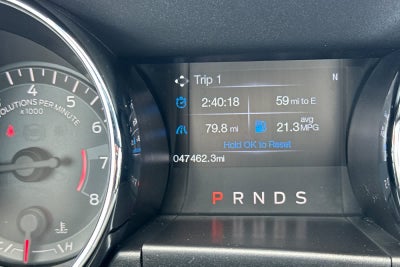 Trip 1 N
2:40:18 59 mi to E
79.8 mi 21.3 avg MPG
Hold OK to Reset
047462.3mi
P R N D S
4
5
6
7
8
OLUTIONS PER MINUTE
x1000
H